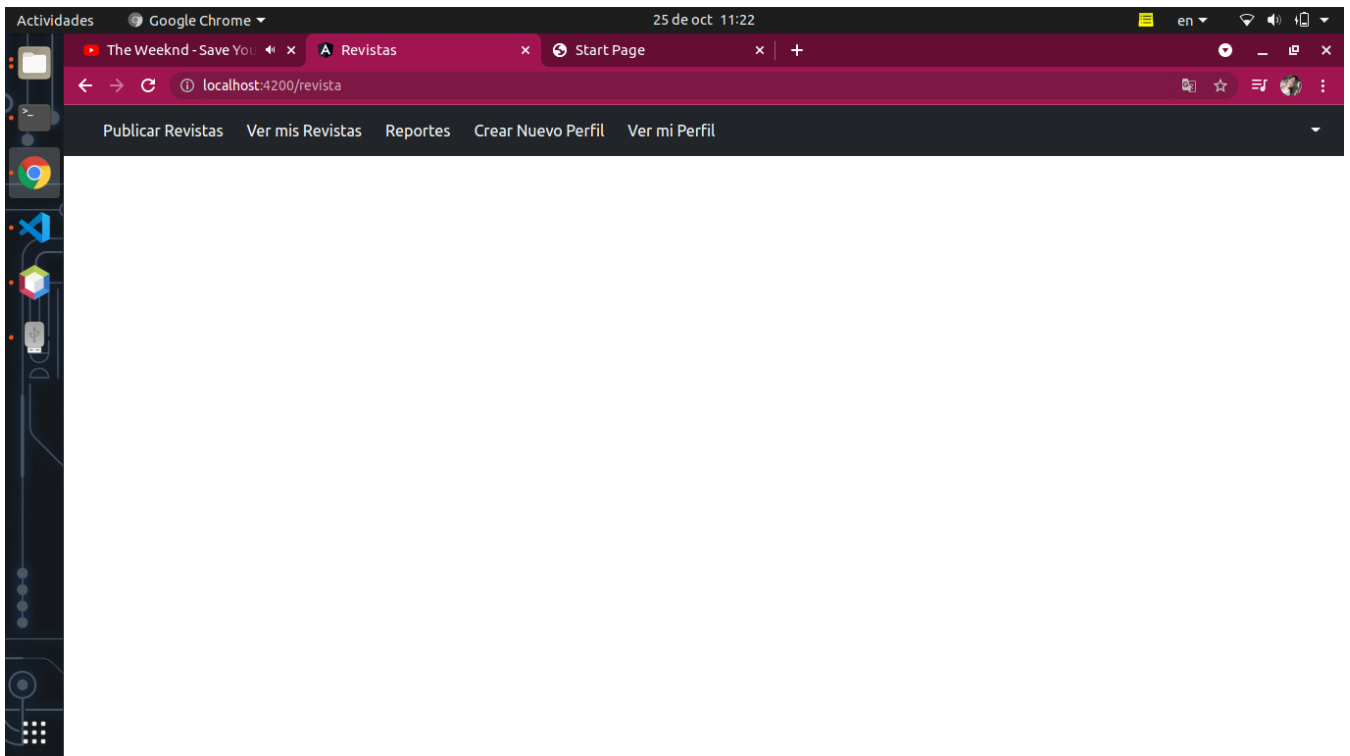 Actividades Google Chrome 25 de oct 11:22 en
The Weeknd - Save You Revistas Start Page
localhost:4200/revista
Publicar Revistas Ver mis Revistas Reportes Crear Nuevo Perfil Ver mi Perfil